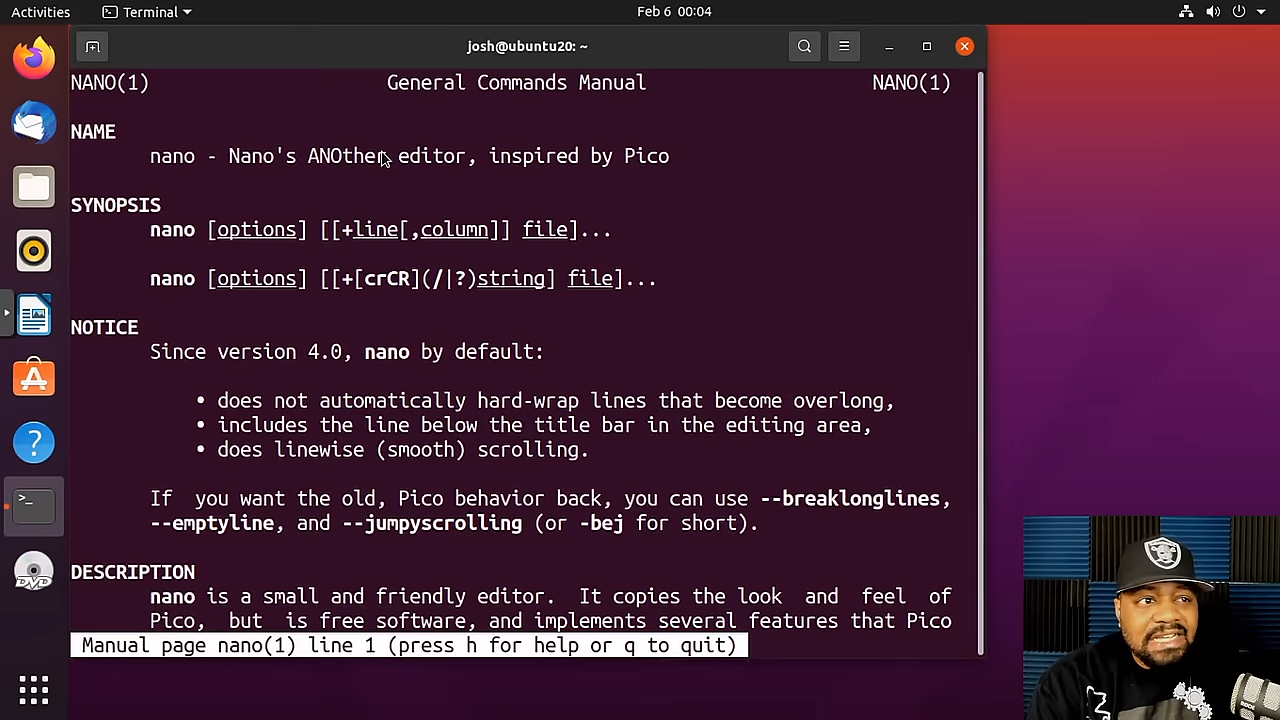 Activities Terminal Feb 6 00:04
josh@ubuntu20: ~
NANO(1) General Commands Manual NANO(1)
NAME
nano - Nano's ANOther editor, inspired by Pico
SYNOPSIS
nano [options] [[+line[,column]] file]...
nano [options] [[+[crCR](/|?)string] file]...
NOTICE
Since version 4.0, nano by default:
• does not automatically hard-wrap lines that become overlong,
• includes the line below the title bar in the editing area,
• does linewise (smooth) scrolling.
If you want the old, Pico behavior back, you can use --breaklonglines,
--emptyline, and --jumpyscrolling (or -bej for short).
DESCRIPTION
nano is a small and friendly editor. It copies the look and feel of
Pico, but is free software, and implements several features that Pico
Manual page nano(1) line 1 (press h for help or q to quit)
DVD